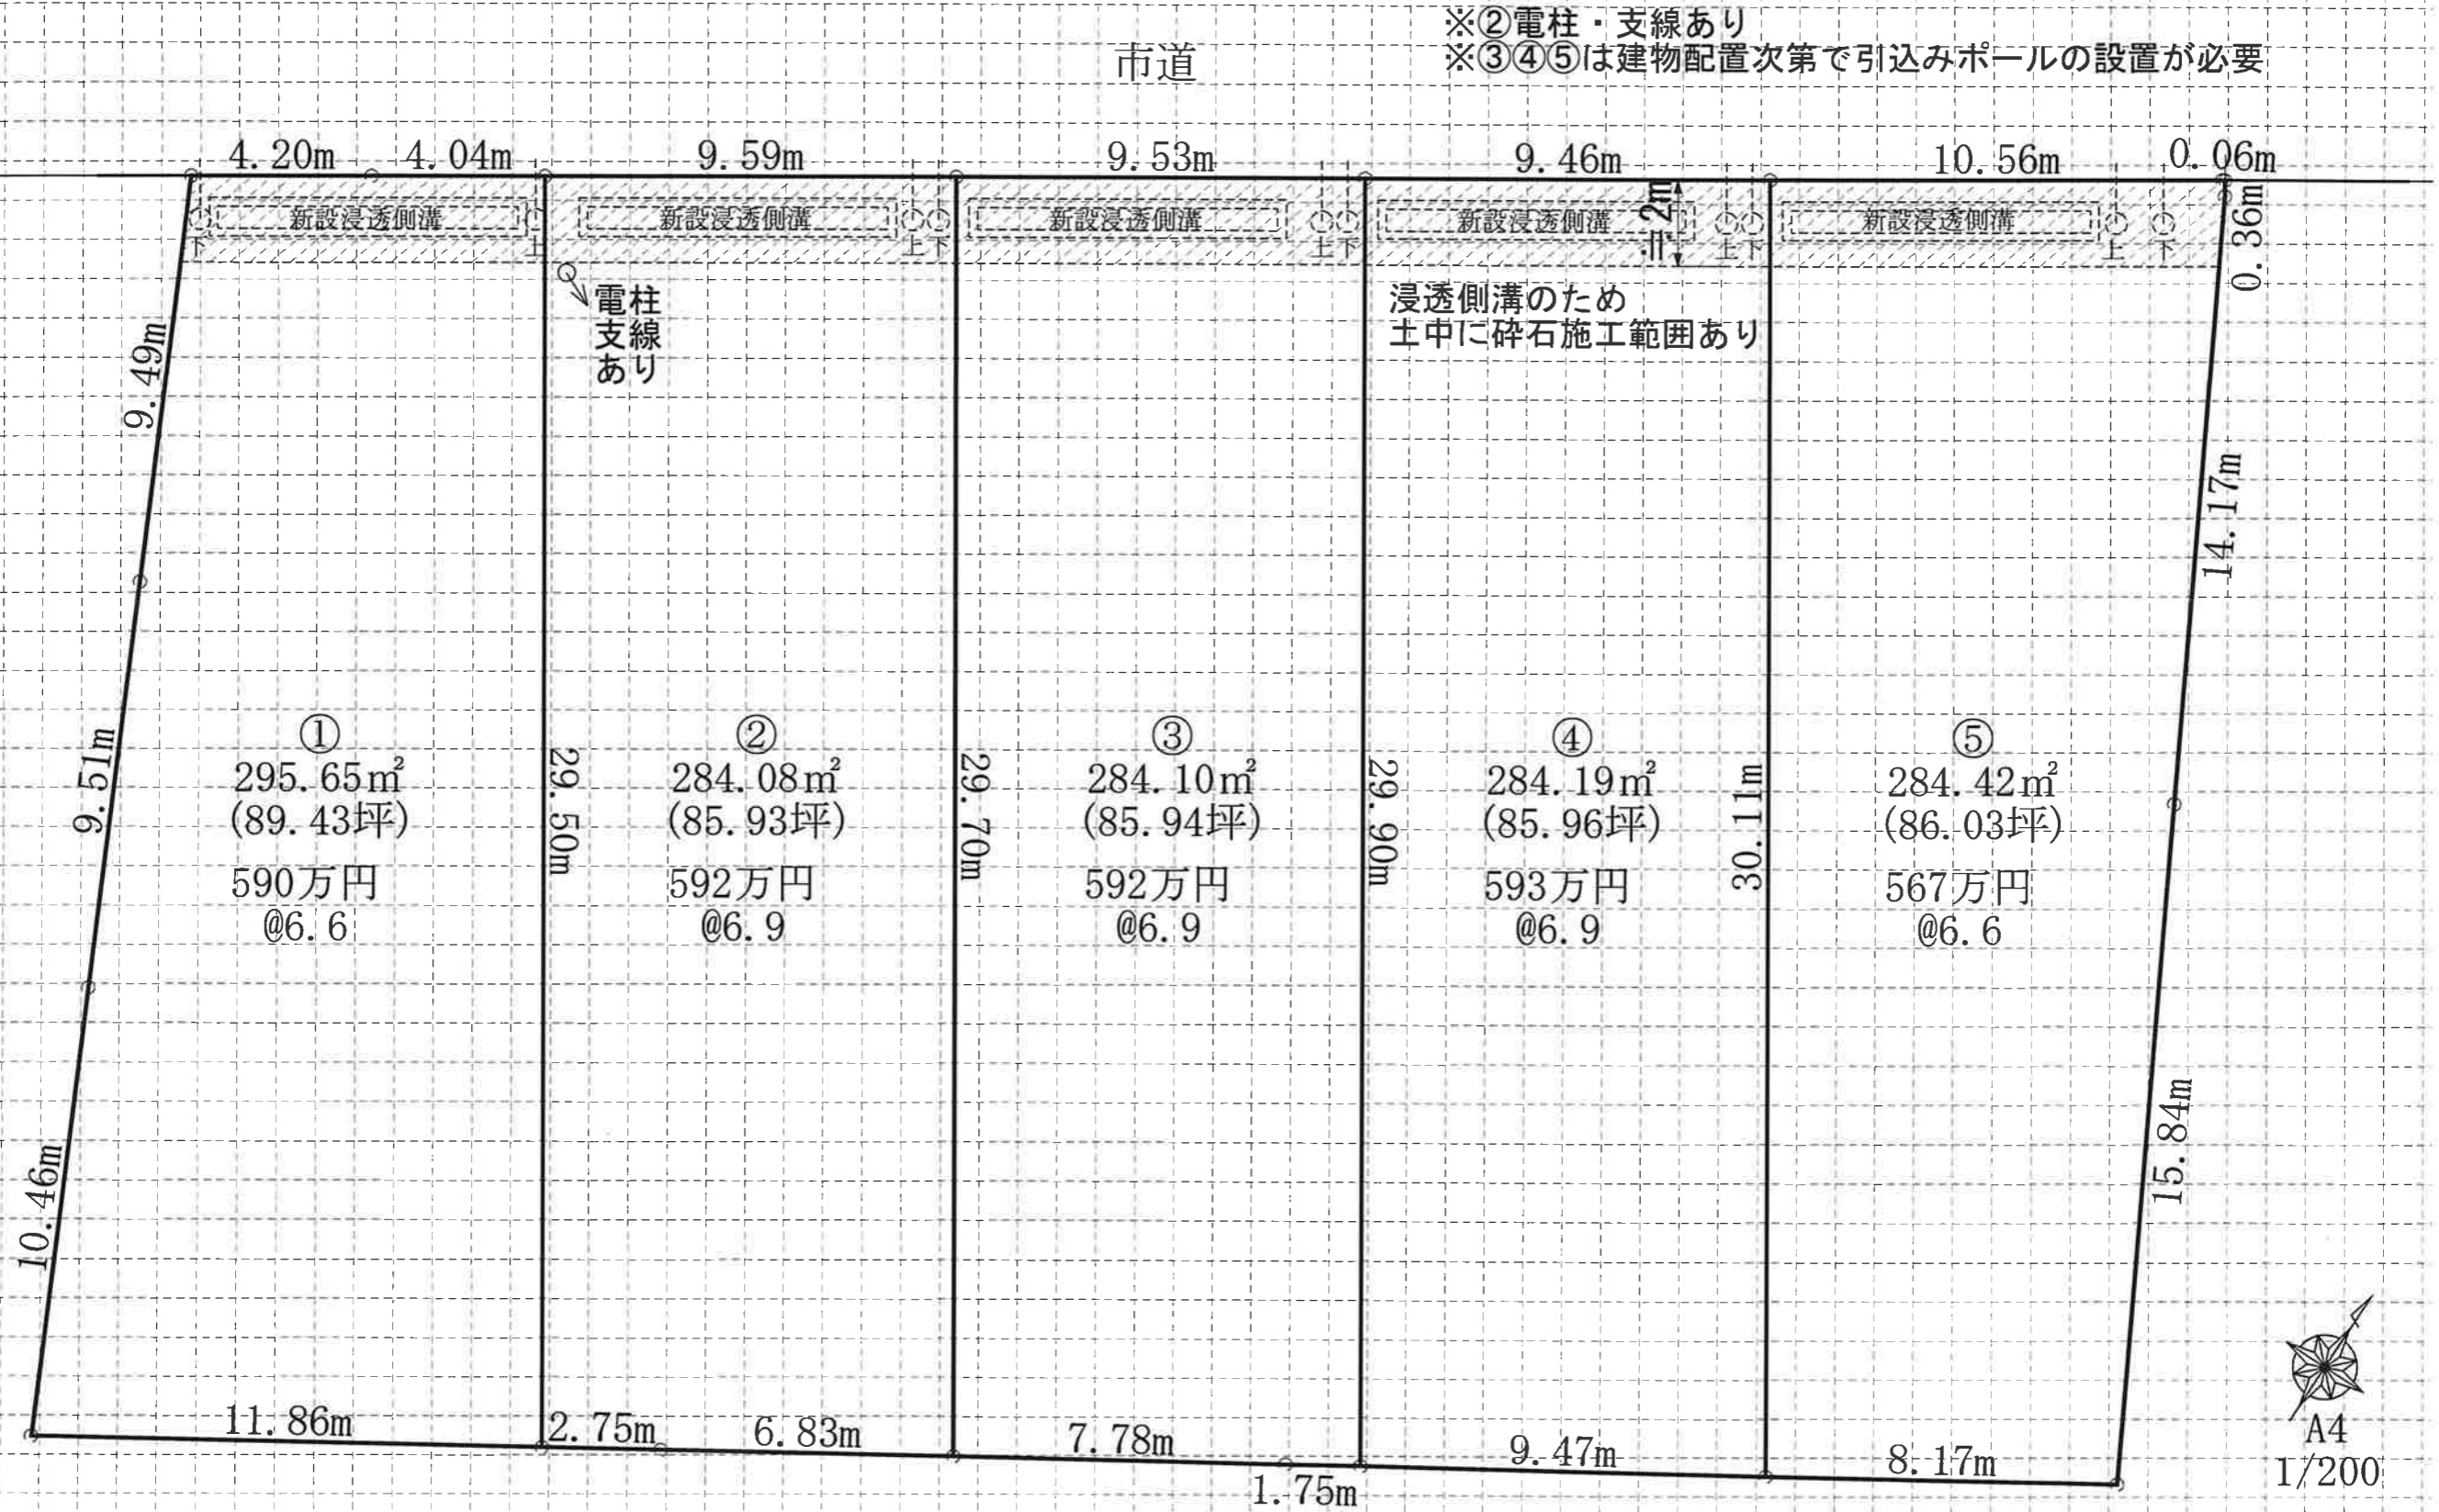 ※②電柱・支線あり
※③④⑤は建物配置次第で引込みポールの設置が必要
市道
4.20m
4.04m
9.59m
9.53m
9.46m
10.56m
0.06m
新設浸透側溝
新設浸透側溝
新設浸透側溝
新設浸透側溝
新設浸透側溝
下
上
上
下
上
下
上
下
上
下
≒2m
0.36m
電柱
支線
あり
浸透側溝のため
土中に砕石施工範囲あり
9.49m
9.51m
10.46m
14.17m
15.84m
①
295.65㎡
(89.43坪)
590万円
@6.6
29.50m
②
284.08㎡
(85.93坪)
592万円
@6.9
29.70m
③
284.10㎡
(85.94坪)
592万円
@6.9
29.90m
④
284.19㎡
(85.96坪)
593万円
@6.9
30.11m
⑤
284.42㎡
(86.03坪)
567万円
@6.6
11.86m
2.75m
6.83m
7.78m
1.75m
9.47m
8.17m
A4
1/200